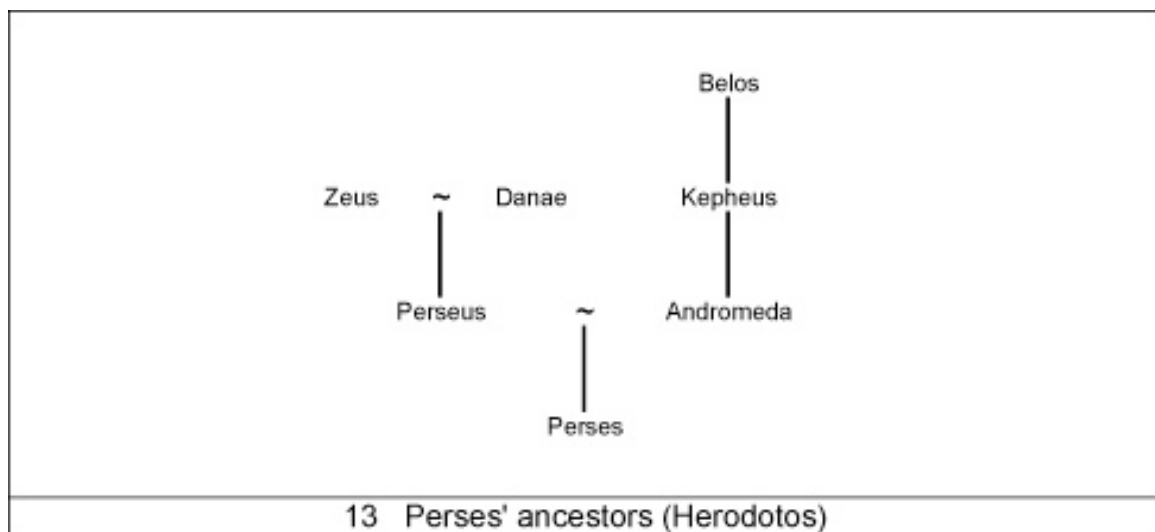 Belos
Zeus ~ Danae Kepheus
Perseus ~ Andromeda
Perses
13 Perses' ancestors (Herodotos)